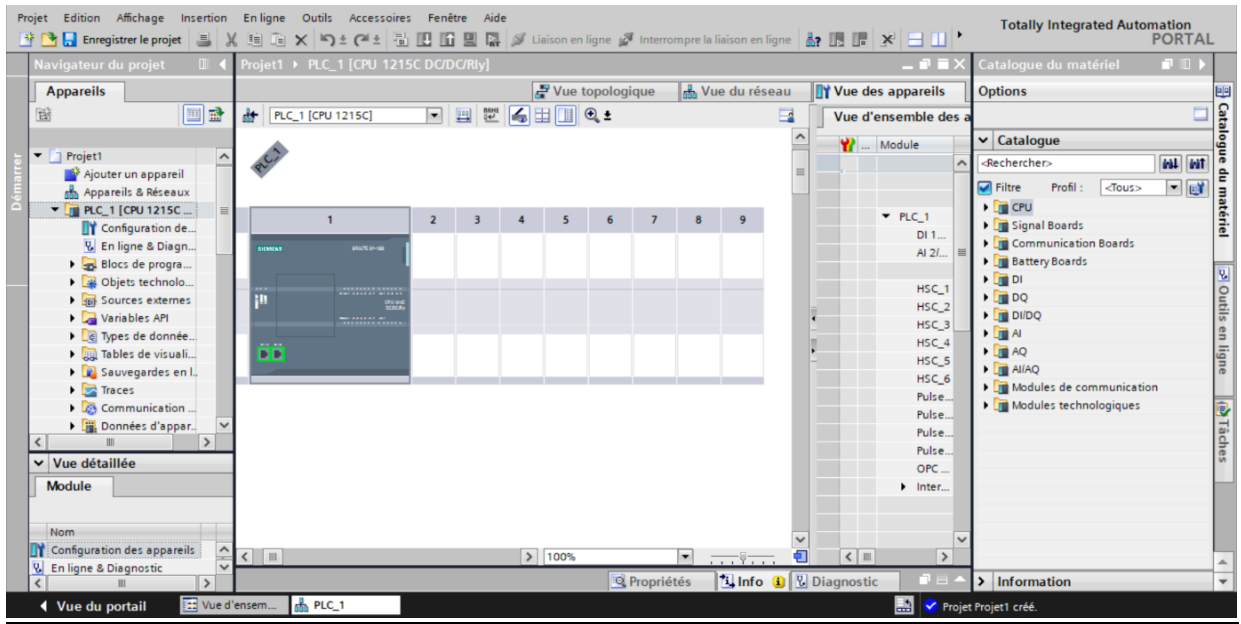 Projet Edition Affichage Insertion En ligne Outils Accessoires Fenêtre Aide
Totally Integrated Automation
PORTAL
Enregistrer le projet
Liaison en ligne
Interrompre la liaison en ligne
Navigateur du projet
Projet1 PLC_1 [CPU 1215C DC/DC/Rly]
Catalogue du matériel
Appareils
Vue topologique
Vue du réseau
Vue des appareils
Options
PLC_1 [CPU 1215C]
Vue d'ensemble des a
Démarrer
Projet1
Ajouter un appareil
Appareils & Réseaux
PLC_1 [CPU 1215C ...
Configuration de...
En ligne & Diagn...
Blocs de progra...
Objets technolo...
Sources externes
Variables API
Types de donnée...
Tables de visuali...
Sauvegardes en l..
Traces
Communication ...
Données d'appar..
PLC_1
1 2 3 4 5 6 7 8 9
SIEMENS
... Module
PLC_1
DI 1...
AI 2/...
HSC_1
HSC_2
HSC_3
HSC_4
HSC_5
HSC_6
Pulse...
Pulse...
Pulse...
Pulse...
OPC ...
Inter...
Catalogue
<Rechercher>
Filtre Profil : <Tous>
CPU
Signal Boards
Communication Boards
Battery Boards
DI
DQ
DI/DQ
AI
AQ
AI/AQ
Modules de communication
Modules technologiques
Catalogue du matériel
Outils en ligne
Tâches
Vue détaillée
Module
Nom
Configuration des appareils
En ligne & Diagnostic
100%
Propriétés
Info
Diagnostic
Information
Vue du portail
Vue d'ensem...
PLC_1
Projet Projet1 créé.